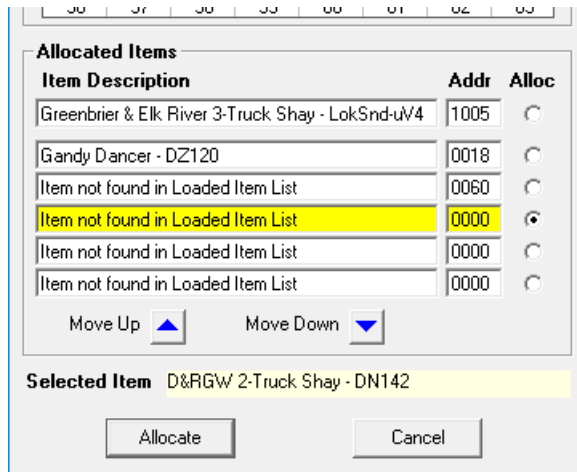 Allocated Items
Item Description Addr Alloc
Greenbrier & Elk River 3-Truck Shay - LokSnd-uV4 1005
Gandy Dancer - DZ120 0018
Item not found in Loaded Item List 0060
Item not found in Loaded Item List 0000
Item not found in Loaded Item List 0000
Item not found in Loaded Item List 0000
Move Up Move Down
Selected Item D&RGW 2-Truck Shay - DN142
Allocate Cancel